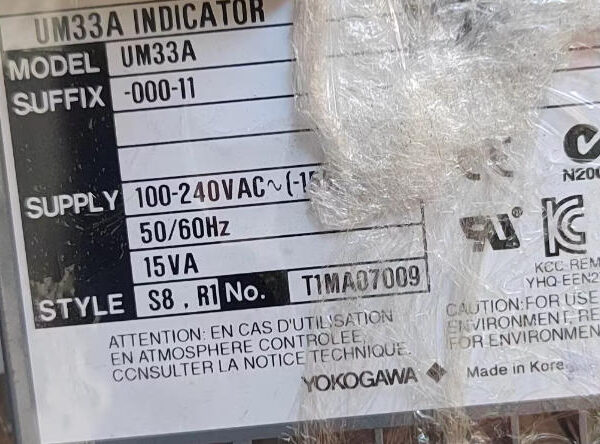 UM33A INDICATOR
MODEL UM33A
SUFFIX -000-11
SUPPLY 100-240VAC~(-15
50/60Hz
15VA
STYLE S8 , R1 No. T1MA07009
N200
KCC-REM
YHQ-EEN2
ATTENTION: EN CAS D'UTILISATION
EN ATMOSPHERE CONTROLEE,
CONSULTER LA NOTICE TECHNIQUE.
CAUTION:FOR USE
ENVIRONMENT, RE
FOR ENVIRONMEN
YOKOGAWA Made in Kore